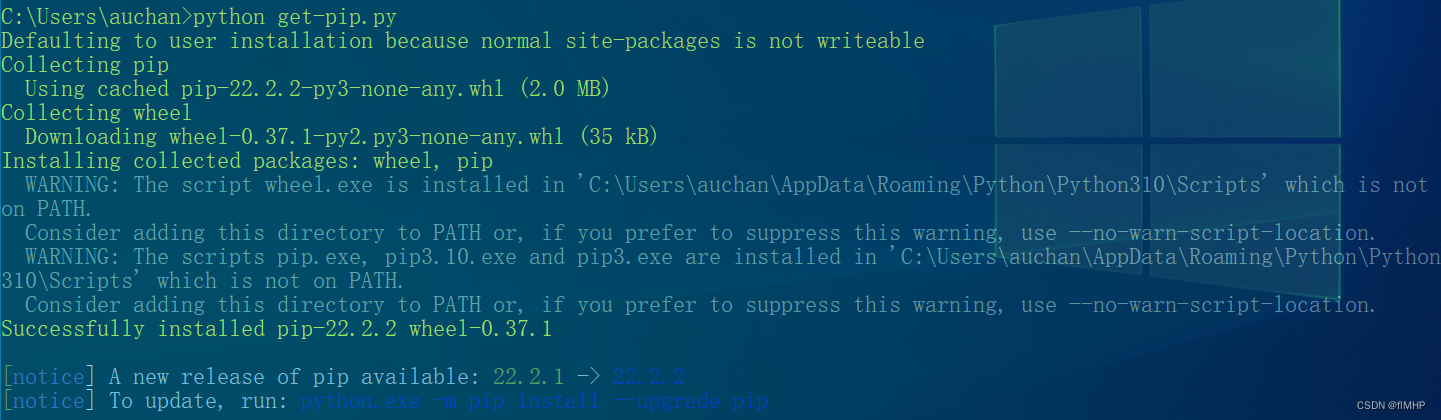 C:\Users\auchan>python get-pip.py
Defaulting to user installation because normal site-packages is not writeable
Collecting pip
  Using cached pip-22.2.2-py3-none-any.whl (2.0 MB)
Collecting wheel
  Downloading wheel-0.37.1-py2.py3-none-any.whl (35 kB)
Installing collected packages: wheel, pip
  WARNING: The script wheel.exe is installed in 'C:\Users\auchan\AppData\Roaming\Python\Python310\Scripts' which is not
on PATH.
  Consider adding this directory to PATH or, if you prefer to suppress this warning, use --no-warn-script-location.
  WARNING: The scripts pip.exe, pip3.10.exe and pip3.exe are installed in 'C:\Users\auchan\AppData\Roaming\Python\Python
310\Scripts' which is not on PATH.
  Consider adding this directory to PATH or, if you prefer to suppress this warning, use --no-warn-script-location.
Successfully installed pip-22.2.2 wheel-0.37.1
[notice] A new release of pip available: 22.2.1 -> 22.2.2
[notice] To update, run: python.exe -m pip install --upgrade pip
CSDN @flMHP